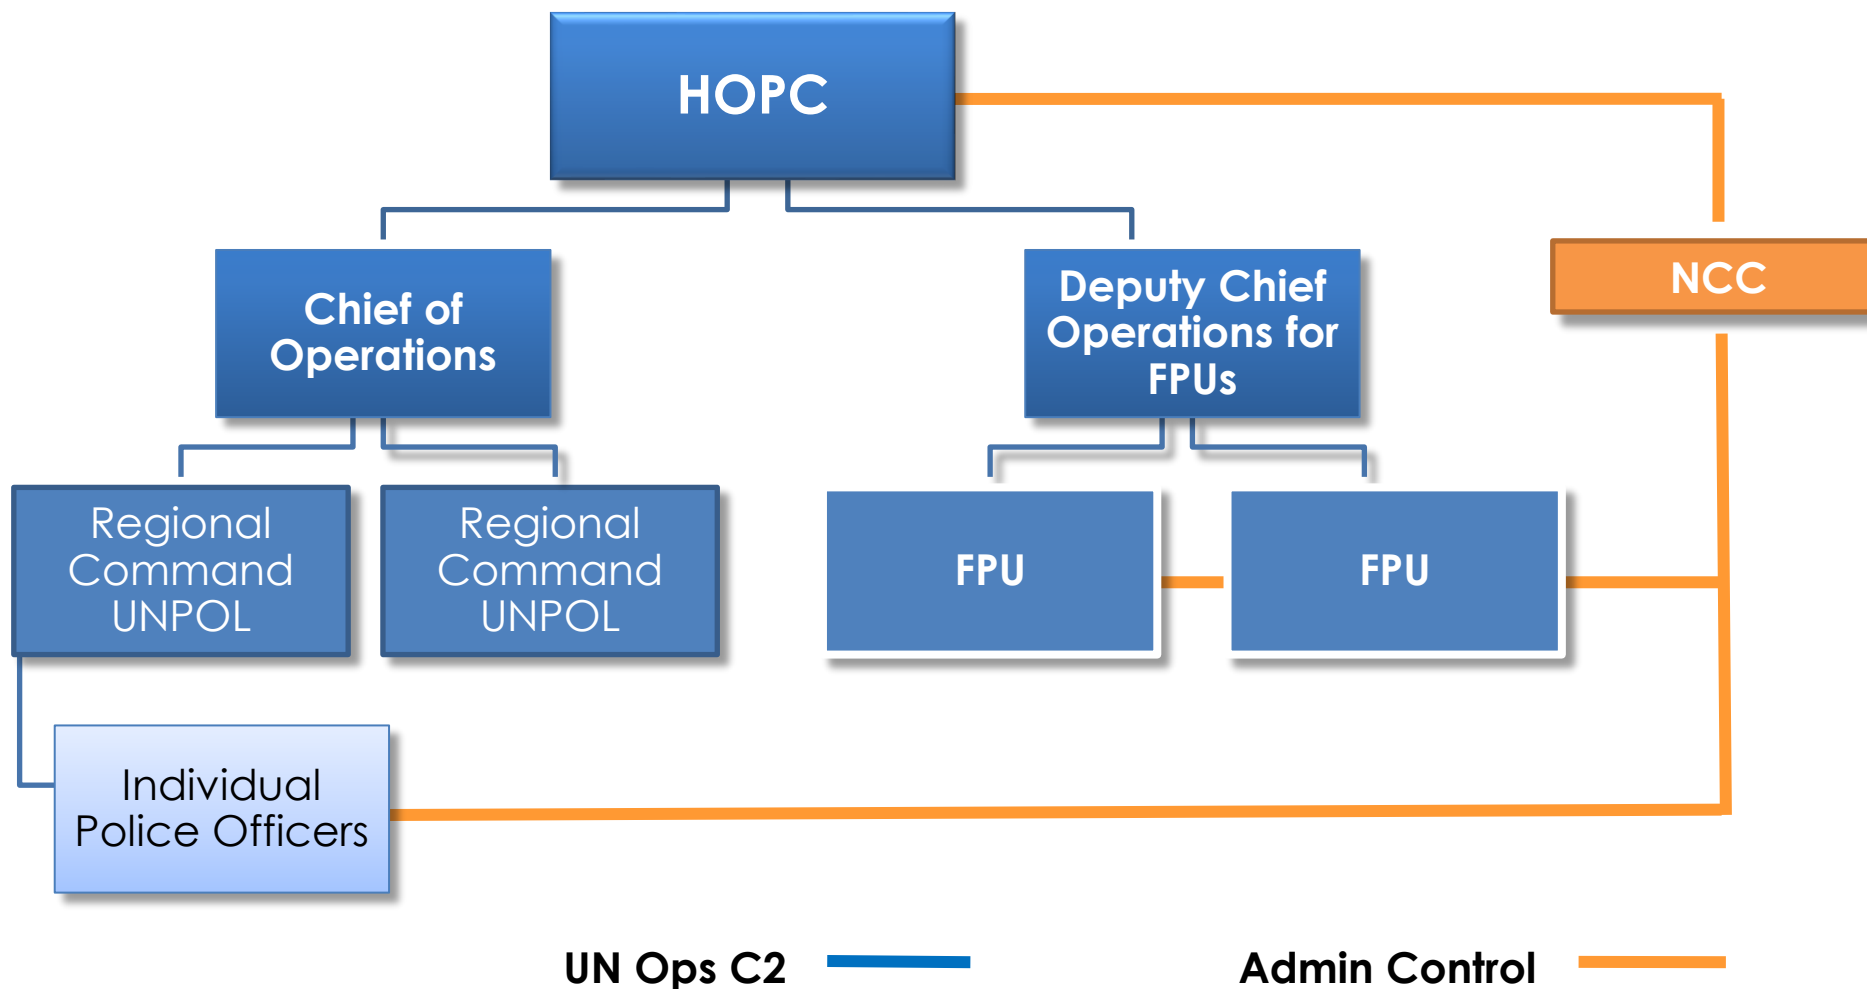 HOPC
Chief of
Operations
Deputy Chief
Operations for
FPUs
NCC
Regional
Command
UNPOL
Regional
Command
UNPOL
FPU
FPU
Individual
Police Officers
UN Ops C2
Admin Control